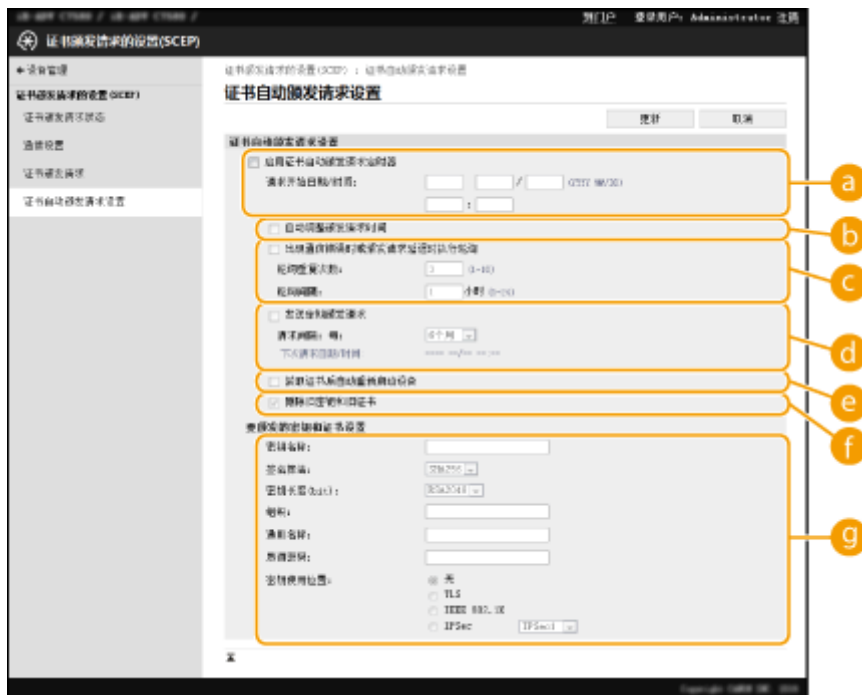 到门户 登录用户: Administrator 注销
证书颁发请求的设置(SCEP)
设备管理
证书颁发请求的设置(SCEP) : 证书自动颁发请求设置
证书颁发请求的设置(SCEP)
证书自动颁发请求设置
证书颁发请求状态
通信设置
证书颁发请求
证书自动颁发请求设置
更新 取消
证书自动颁发请求设置
启用证书自动颁发请求定时器
请求开始日期/时间:
/ (YYYY MM/DD)
:
a
自动调整颁发请求时间
b
出现通信错误时或颁发请求延迟时执行轮询
轮询重复次数: (1-10)
轮询间隔: 小时
c
发送定期颁发请求
请求间隔: 每: 6个月
下次请求日期/时间
d
获取证书后自动重新启动设备
e
删除旧密钥和旧证书
f
要颁发的密钥和证书设置
密钥名称:
签名算法: SHA256
密钥长度(bit): RSA2048
组织:
通用名称:
质询密码:
密钥使用位置: 无
TLS
IEEE 802.1X
IPSec IPSec1
g